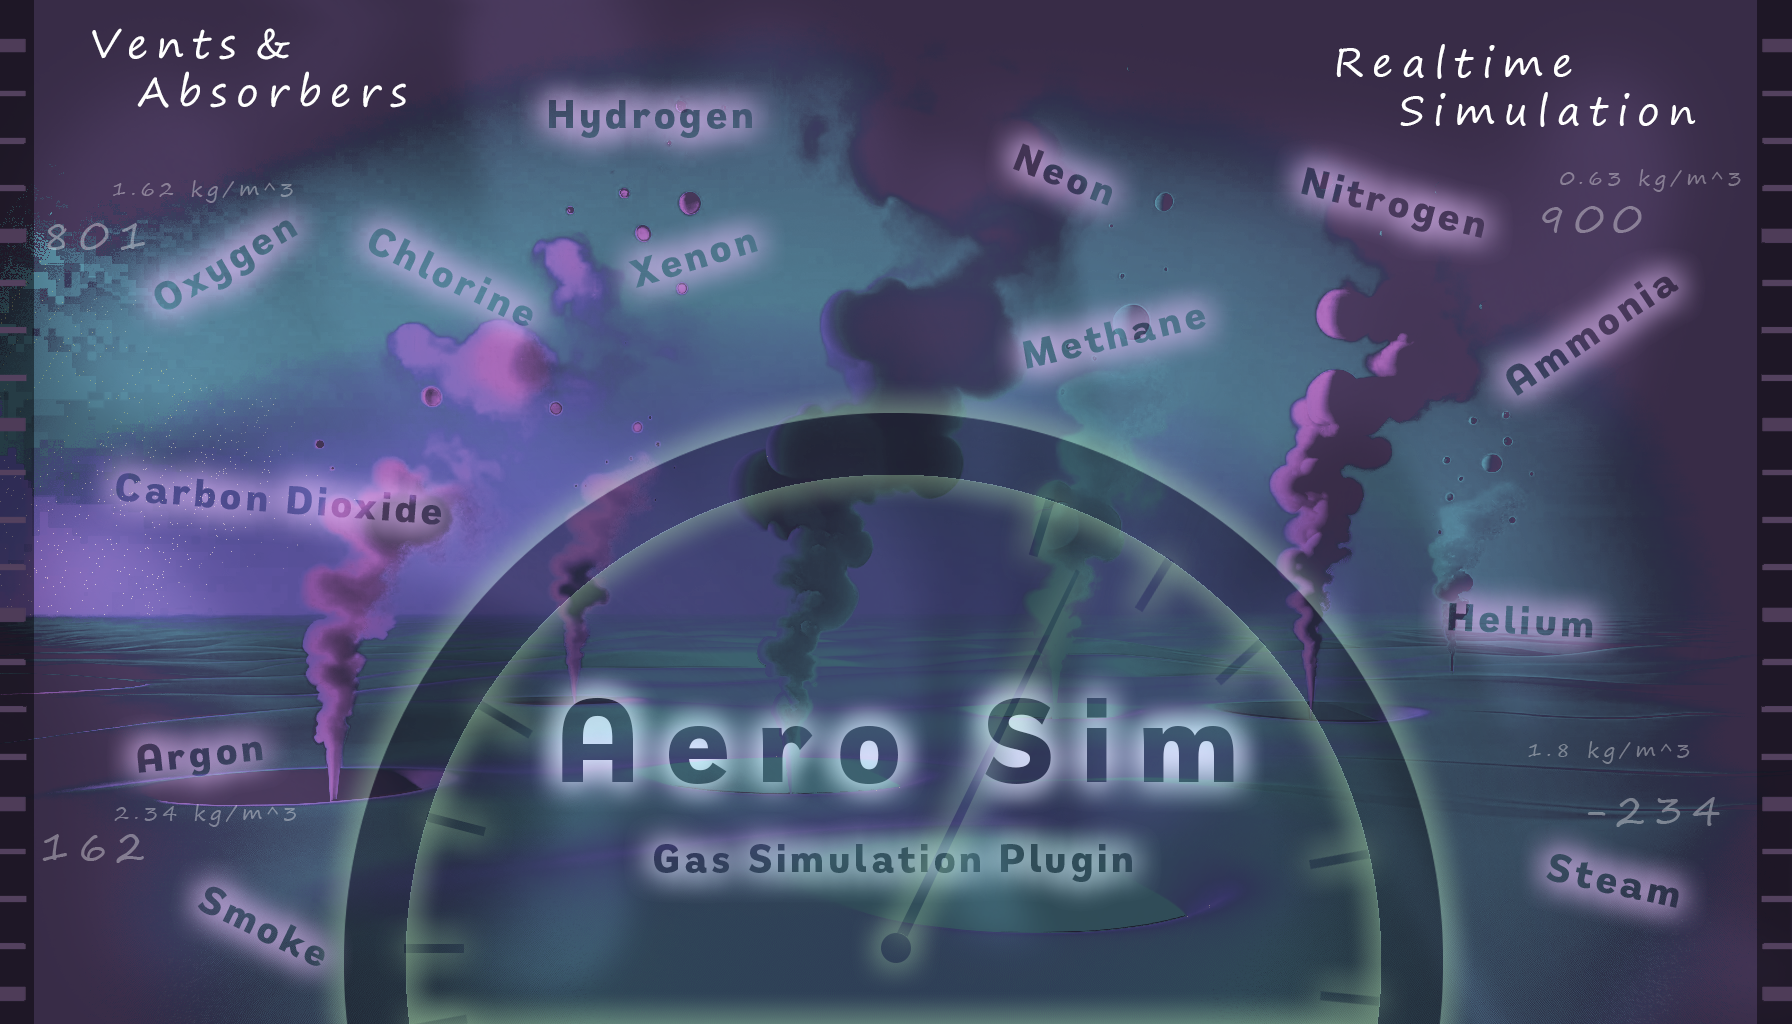 Vents &
Absorbers
Realtime
Simulation
Hydrogen
Neon
Nitrogen
1.62 kg/m^3
801
0.63 kg/m^3
900
Oxygen
Chlorine
Xenon
Methane
Ammonia
Carbon Dioxide
Helium
Argon
2.34 kg/m^3
162
Aero Sim
Gas Simulation Plugin
1.8 kg/m^3
-234
Smoke
Steam